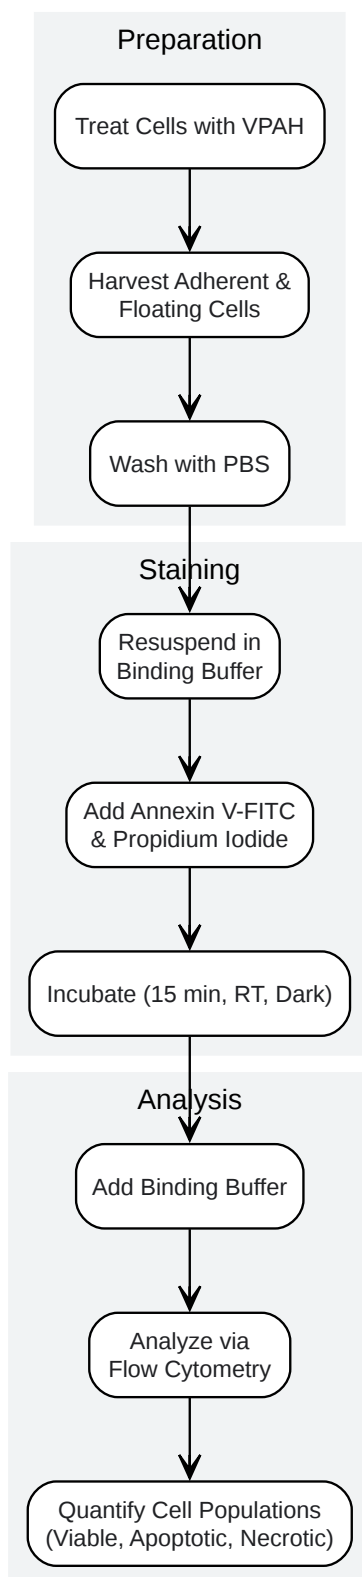 Preparation
Treat Cells with VPAH
Harvest Adherent &
Floating Cells
Wash with PBS
Staining
Resuspend in
Binding Buffer
Add Annexin V-FITC
& Propidium Iodide
Incubate (15 min, RT, Dark)
Analysis
Add Binding Buffer
Analyze via
Flow Cytometry
Quantify Cell Populations
(Viable, Apoptotic, Necrotic)